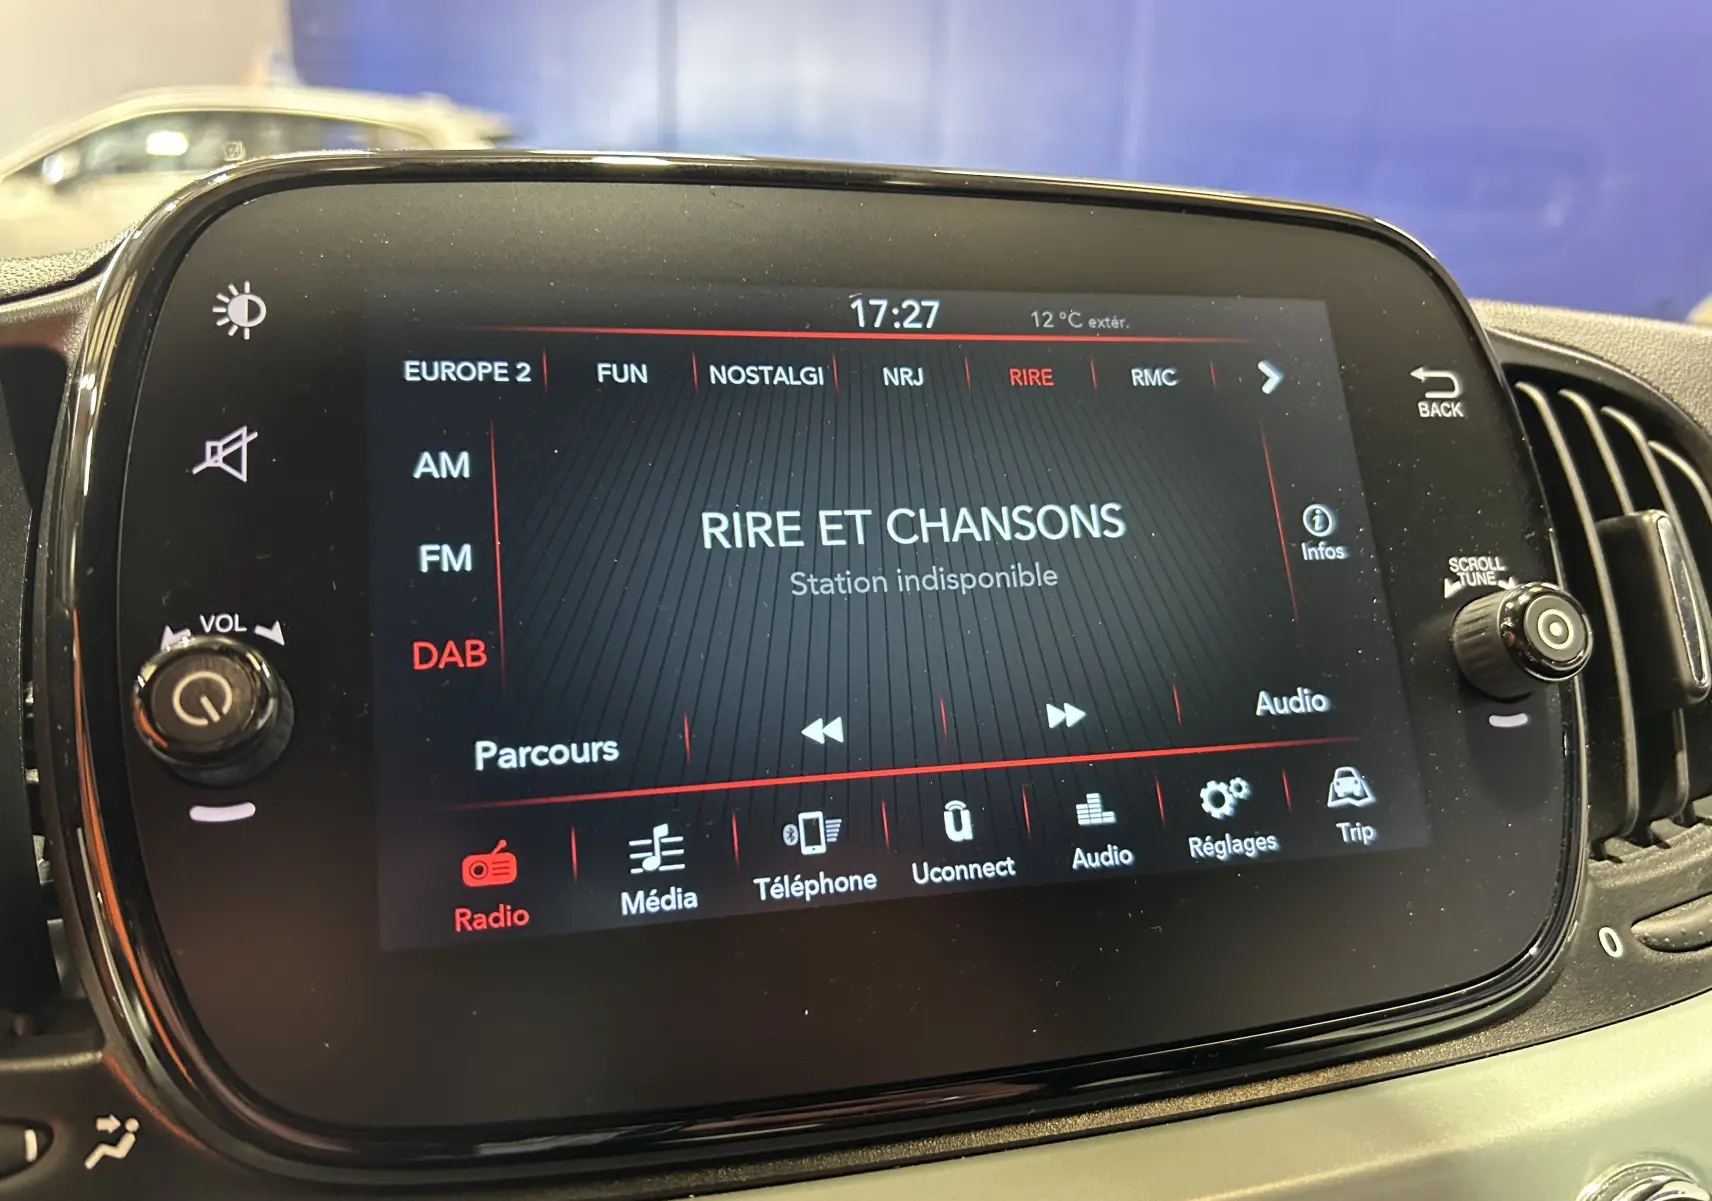 17:27 12 °C extér.
EUROPE 2 FUN NOSTALGI NRJ RIRE RMC
BACK
AM
RIRE ET CHANSONS
Infos
FM
Station indisponible
SCROLL
TUNE
VOL
DAB
Audio
Parcours
Radio Média Téléphone Uconnect Audio Réglages Trip
0